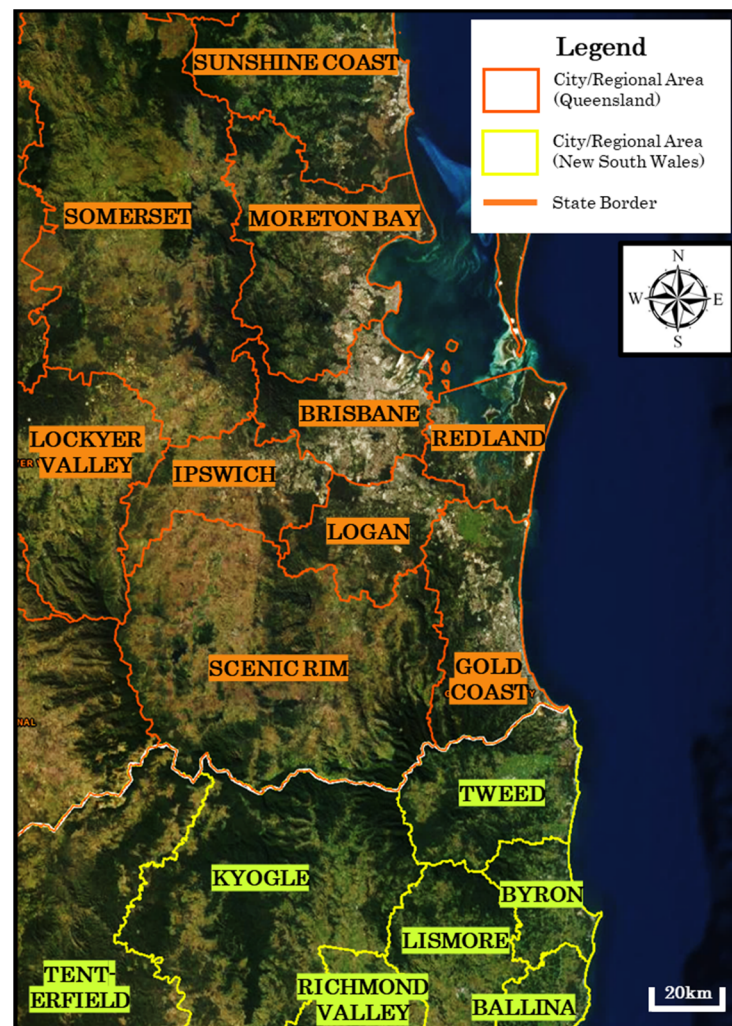 SUNSHINE COAST
Legend
City/Regional Area
(Queensland)
City/Regional Area
(New South Wales)
State Border
N
W E
S
SOMERSET
MORETON BAY
BRISBANE
LOCKYER
VALLEY
REDLAND
IPSWICH
LOGAN
SCENIC RIM
GOLD
COAST
NAL
TWEED
KYOGLE
BYRON
LISMORE
TENT-
ERFIELD
RICHMOND
VALLEY
BALLINA
20km